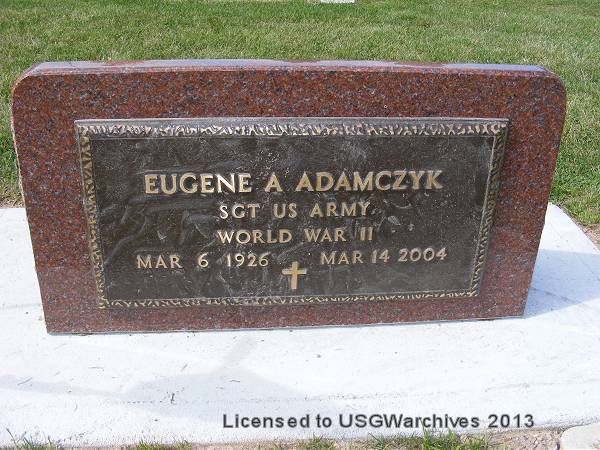 EUGENE A ADAMCZYK
SGT US ARMY
WORLD WAR II
MAR 6 1926 MAR 14 2004
Licensed to USGWarchives 2013